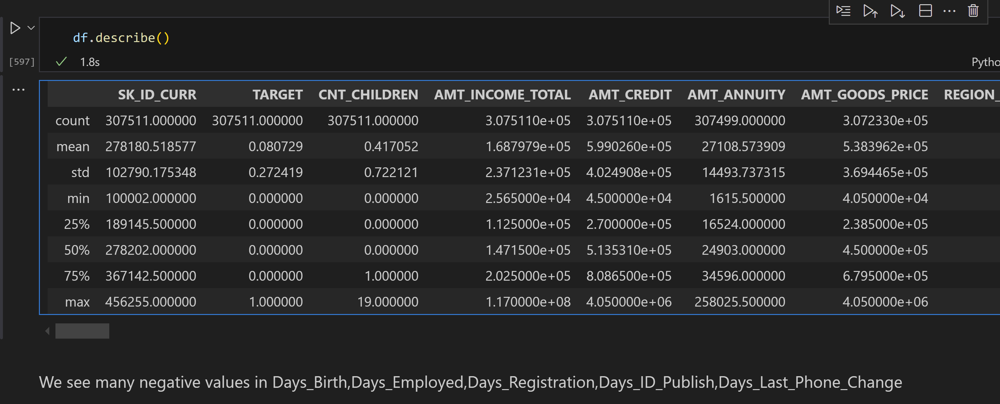 df.describe()
[597]
1.8s
Pytho
SK_ID_CURR TARGET CNT_CHILDREN AMT_INCOME_TOTAL AMT_CREDIT AMT_ANNUITY AMT_GOODS_PRICE REGION_
count 307511.000000 307511.000000 307511.000000 3.075110e+05 3.075110e+05 307499.000000 3.072330e+05
mean 278180.518577 0.080729 0.417052 1.687979e+05 5.990260e+05 27108.573909 5.383962e+05
std 102790.175348 0.272419 0.722121 2.371231e+05 4.024908e+05 14493.737315 3.694465e+05
min 100002.000000 0.000000 0.000000 2.565000e+04 4.500000e+04 1615.500000 4.050000e+04
25% 189145.500000 0.000000 0.000000 1.125000e+05 2.700000e+05 16524.000000 2.385000e+05
50% 278202.000000 0.000000 0.000000 1.471500e+05 5.135310e+05 24903.000000 4.500000e+05
75% 367142.500000 0.000000 1.000000 2.025000e+05 8.086500e+05 34596.000000 6.795000e+05
max 456255.000000 1.000000 19.000000 1.170000e+08 4.050000e+06 258025.500000 4.050000e+06
We see many negative values in Days_Birth,Days_Employed,Days_Registration,Days_ID_Publish,Days_Last_Phone_Change